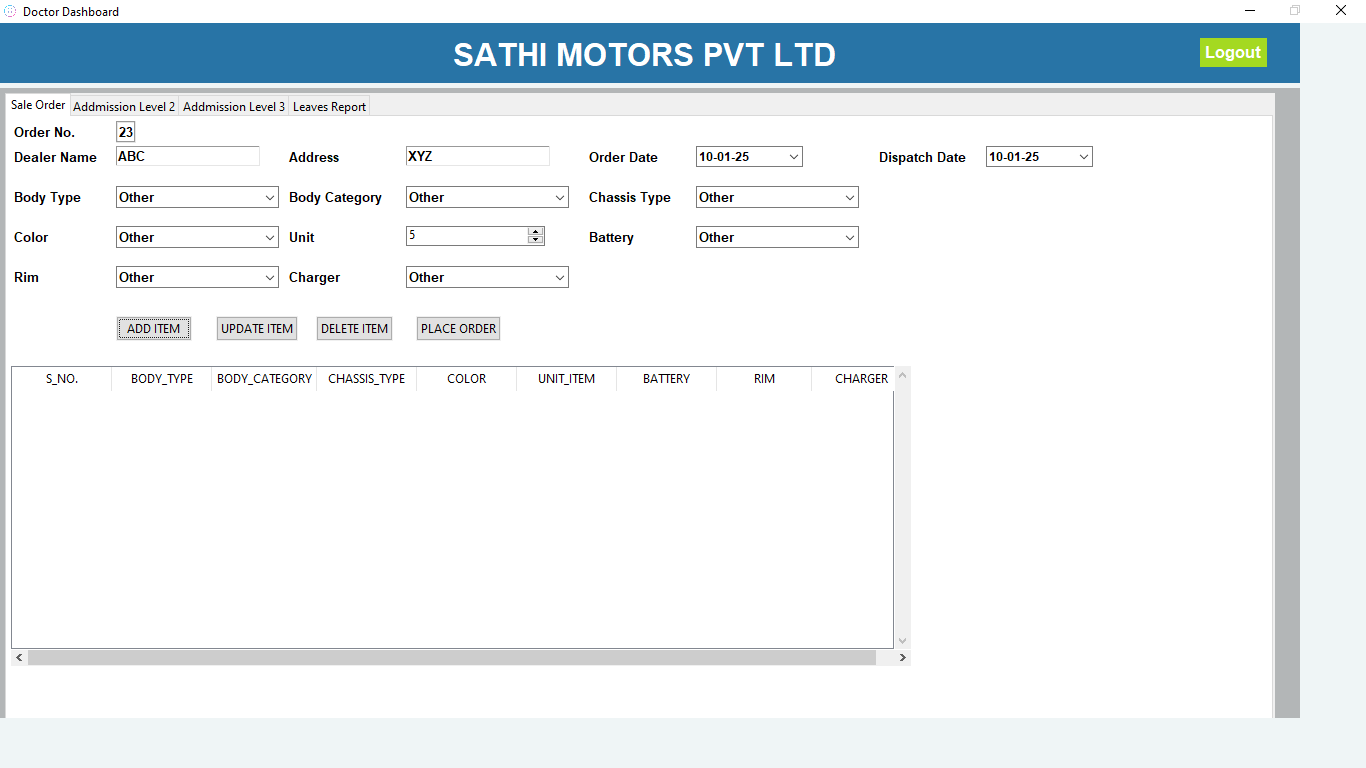 Doctor Dashboard
SATHI MOTORS PVT LTD
Logout
Sale Order Addmission Level 2 Addmission Level 3 Leaves Report
Order No. 23
Dealer Name ABC Address XYZ Order Date 10-01-25 Dispatch Date 10-01-25
Body Type Other Body Category Other Chassis Type Other
Color Other Unit 5 Battery Other
Rim Other Charger Other
ADD ITEM UPDATE ITEM DELETE ITEM PLACE ORDER
S_NO. BODY_TYPE BODY_CATEGORY CHASSIS_TYPE COLOR UNIT_ITEM BATTERY RIM CHARGER